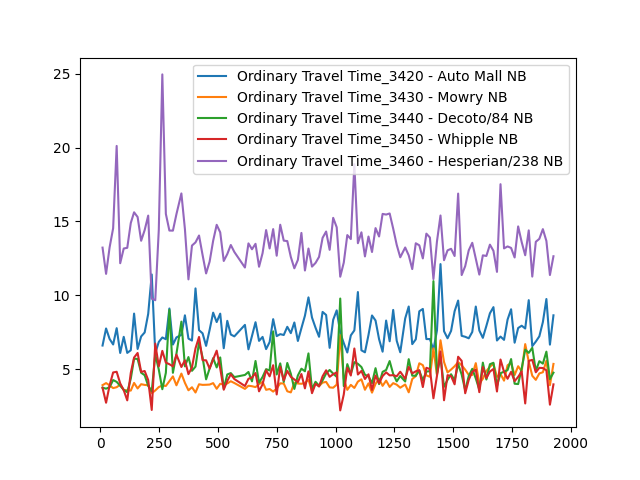 25
20
15
10
5
Ordinary Travel Time_3420 - Auto Mall NB
Ordinary Travel Time_3430 - Mowry NB
Ordinary Travel Time_3440 - Decoto/84 NB
Ordinary Travel Time_3450 - Whipple NB
Ordinary Travel Time_3460 - Hesperian/238 NB
0 250 500 750 1000 1250 1500 1750 2000